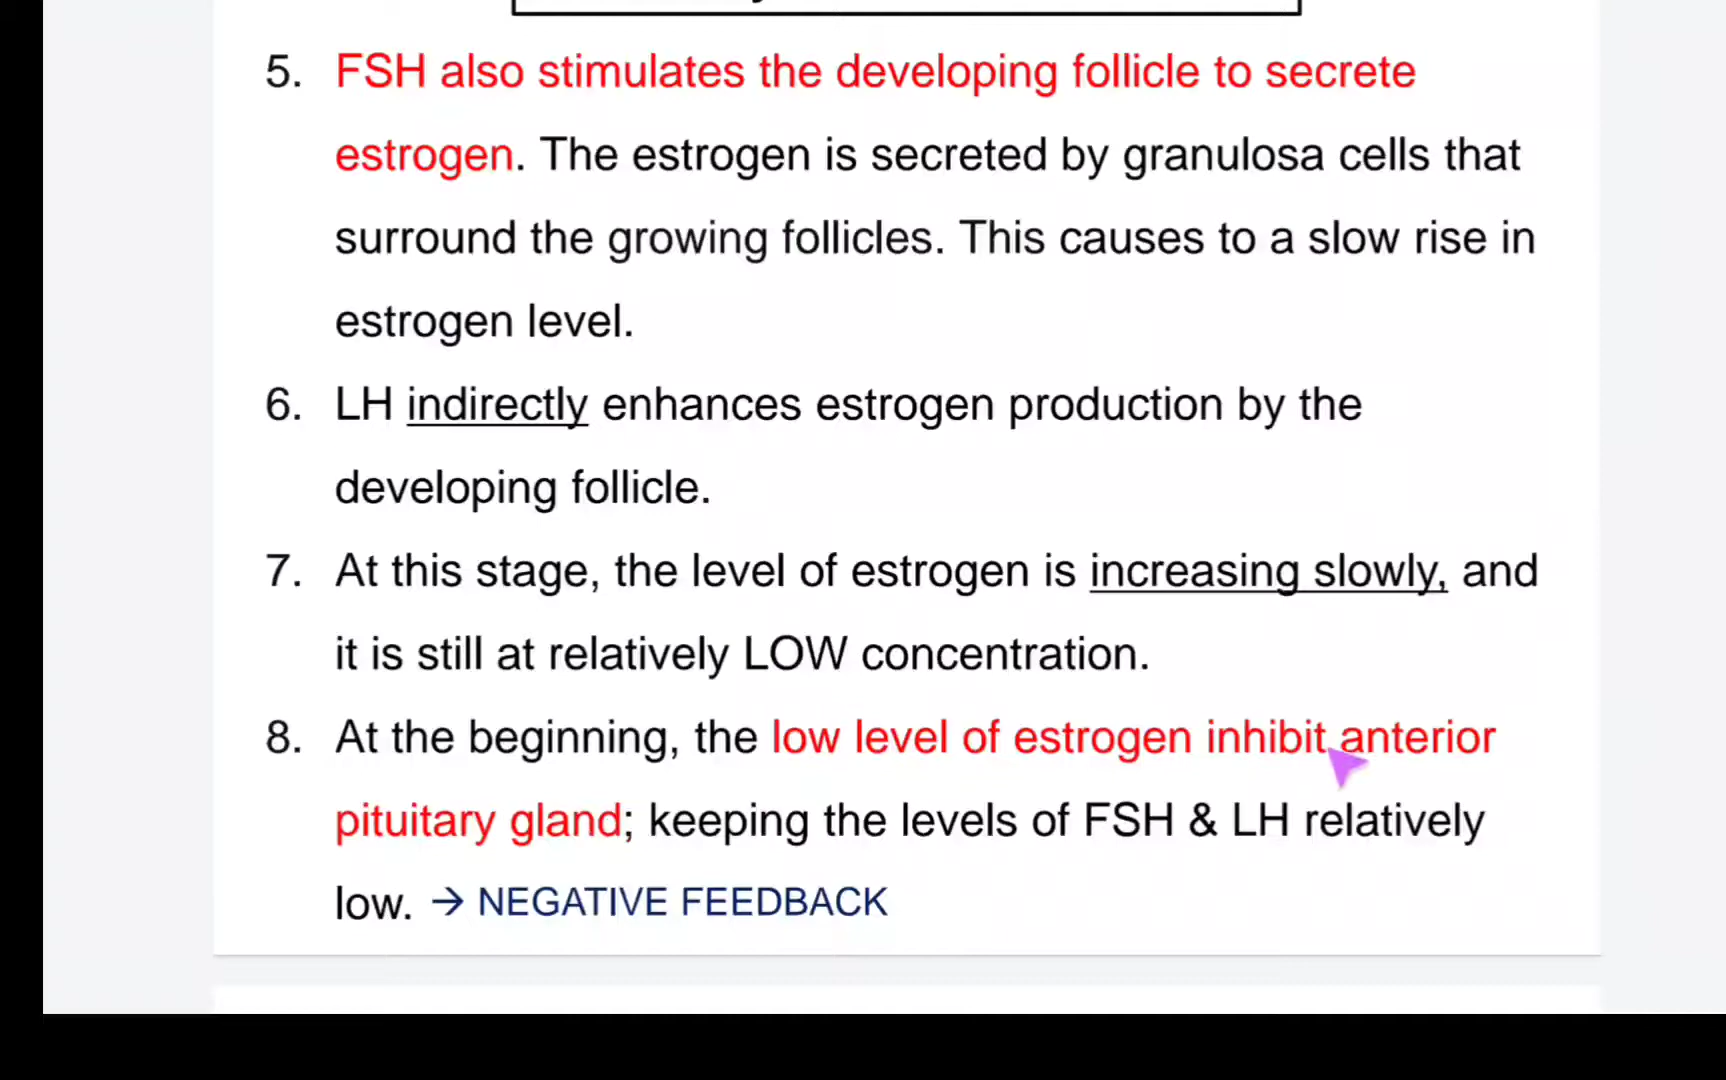 5. FSH also stimulates the developing follicle to secrete
estrogen. The estrogen is secreted by granulosa cells that
surround the growing follicles. This causes to a slow rise in
estrogen level.
6. LH indirectly enhances estrogen production by the
developing follicle.
7. At this stage, the level of estrogen is increasing slowly, and
it is still at relatively LOW concentration.
8. At the beginning, the low level of estrogen inhibit anterior
pituitary gland; keeping the levels of FSH & LH relatively
low. → NEGATIVE FEEDBACK